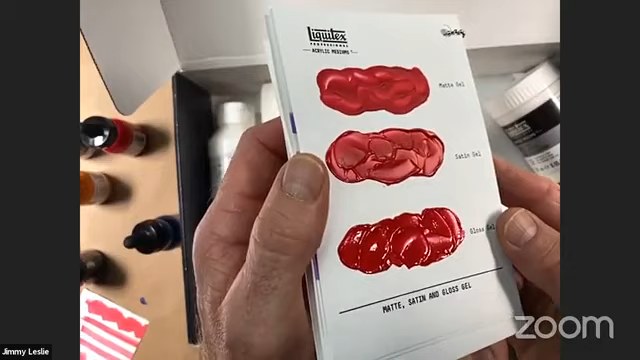 Liquitex
PROFESSIONAL
ACRYLIC MEDIUMS
Matte Gel
Satin Gel
Gloss Gel
MATTE, SATIN AND GLOSS GEL
Jimmy Leslie
zoom